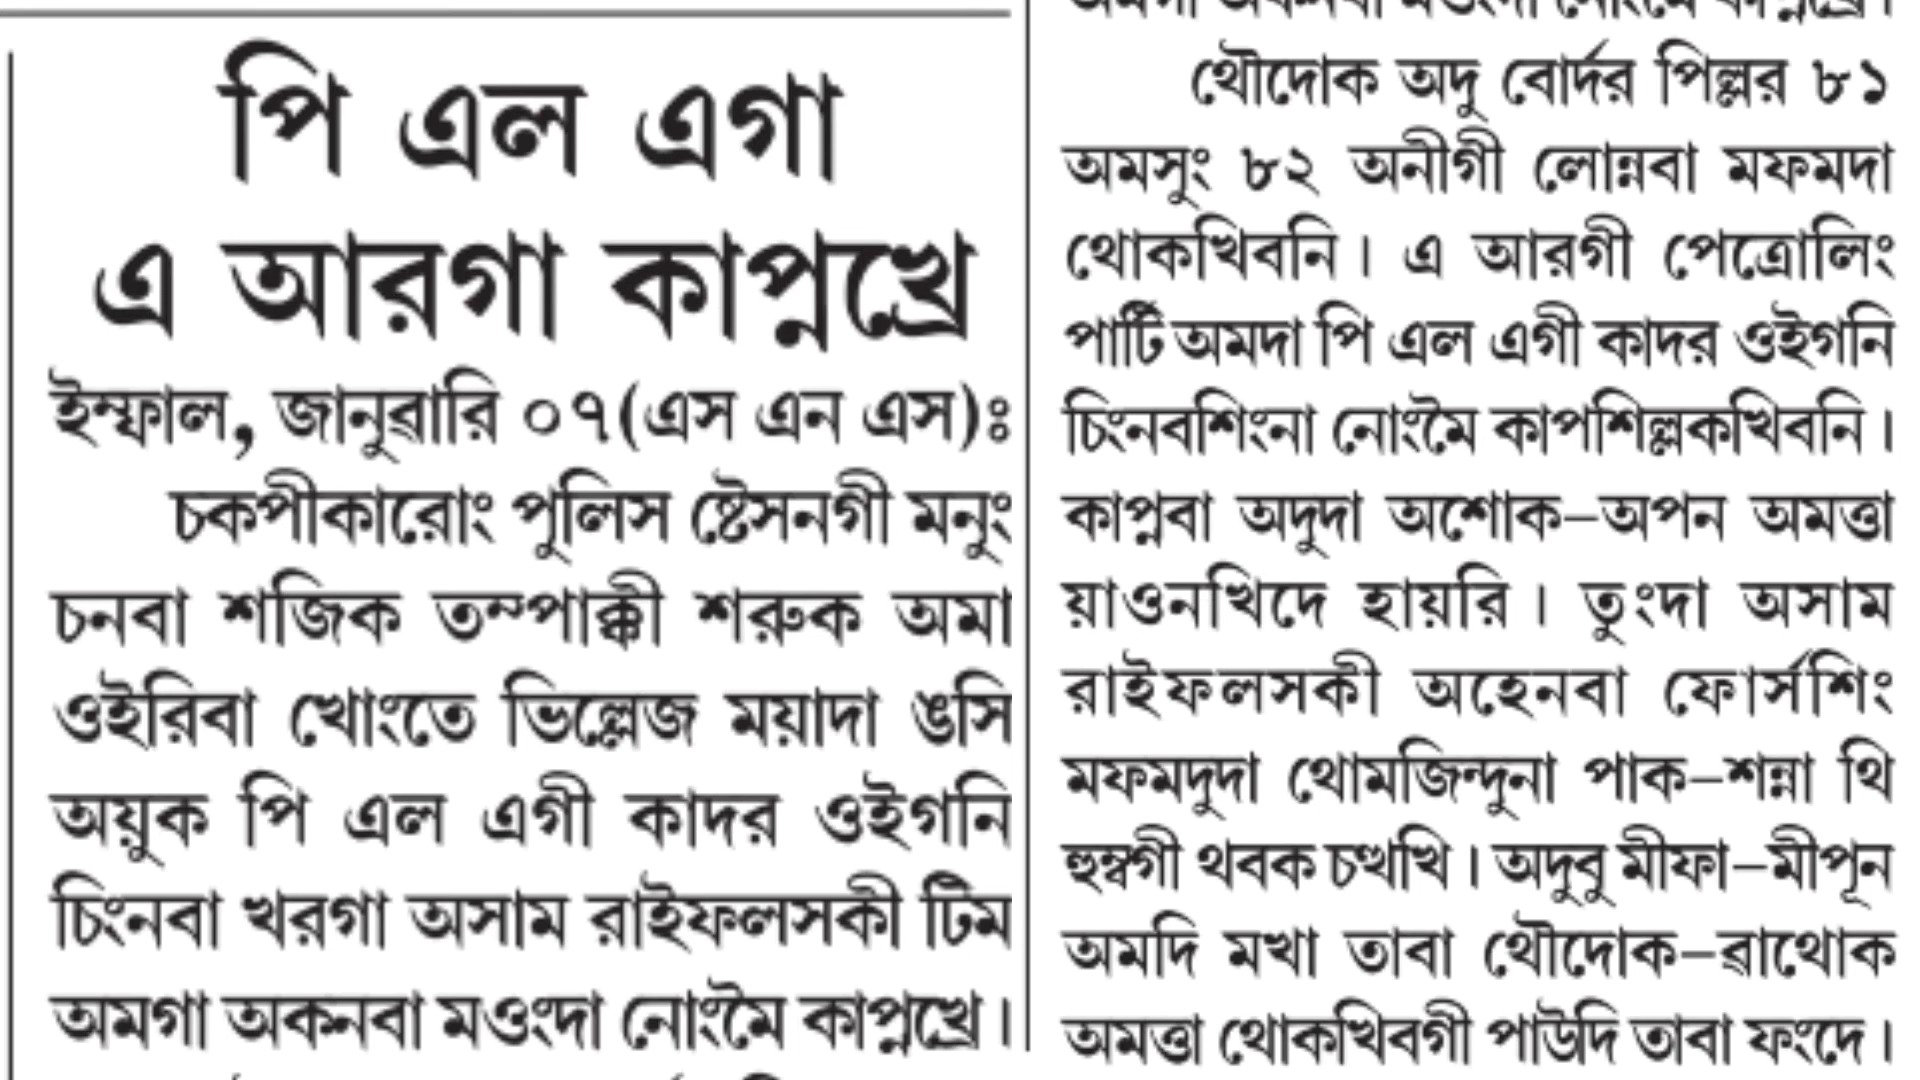 পি এল এগা
এ আরগা কাপ্নখ্রে
ইম্ফাল, জানুৱারি ০৭(এস এন এস)ঃ
চকপীকারোং পুলিস ষ্টেসনগী মনুং
চনবা শজিক তম্পাক্কী শরুক অমা
ওইরিবা খোংতে ভিল্লেজ ময়াদা ঙসি
অয়ুক পি এল এগী কাদর ওইগনি
চিংনবা খরগা অসাম রাইফলসকী টিম
অমগা অকনবা মওংদা নোংমৈ কাপ্নখ্রে।
থৌদোক অদু বোর্দর পিল্লর ৮১
অমসুং ৮২ অনীগী লোন্নবা মফমদা
থোকখিবনি। এ আরগী পেত্রোলিং
পার্টি অমদা পি এল এগী কাদর ওইগনি
চিংনবশিংনা নোংমৈ কাপশিল্লকখিবনি।
কাপ্নবা অদুদা অশোক–অপন অমত্তা
য়াওনখিদে হায়রি। তুংদা অসাম
রাইফলসকী অহেনবা ফোর্সশিং
মফমদুদা থোমজিন্দুনা পাক–শন্না থি
হুম্বগী থবক চত্থখি। অদুবু মীফা–মীপূন
অমদি মখা তাবা থৌদোক–ৱাথোক
অমত্তা থোকখিবগী পাউদি তাবা ফংদে।